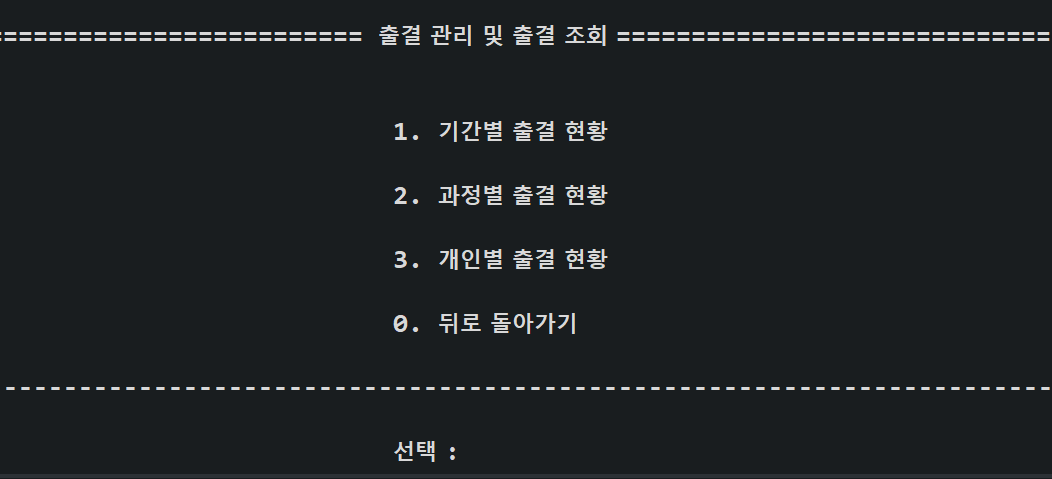 ======================== 출결 관리 및 출결 조회 =============================
1. 기간별 출결 현황
2. 과정별 출결 현황
3. 개인별 출결 현황
0. 뒤로 돌아가기
----------------------------------------------------------------------
선택 :